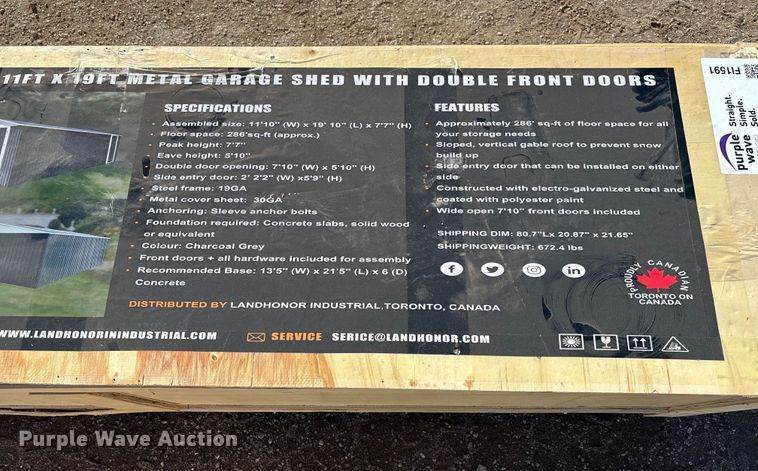 11FT X 19FT METAL GARAGE SHED WITH DOUBLE FRONT DOORS
SPECIFICATIONS
• Assembled size: 11'10" (W) x 19' 10" (L) x 7'7" (H)
• Floor space: 286'sq-ft (approx.)
• Peak height: 7'7"
• Eave height: 5'10"
• Double door opening: 7'10" (W) x 5'10" (H)
• Side entry door: 2' 2'2" (W) x5'9" (H)
• Steel frame: 19GA
• Metal cover sheet: 30GA
• Anchoring: Sleeve anchor bolts
• Foundation required: Concrete slabs, solid wood
or equivalent
• Colour: Charcoal Grey
• Front doors + all hardware included for assembly
• Recommended Base: 13'5" (W) x 21'5" (L) x 6 (D)
Concrete
FEATURES
• Approximately 286' sq-ft of floor space for all
your storage needs
• Sloped, vertical gable roof to prevent snow
build up
• Side entry door that can be installed on either
side
• Constructed with electro-galvanized steel and
coated with polyester paint
• Wide open 7'10" front doors included
SHIPPING DIM: 80.7"Lx 20.87" x 21.65"
SHIPPINGWEIGHT: 672.4 lbs
PROUDLY CANADIAN
TORONTO ON
CANADA
DISTRIBUTED BY LANDHONOR INDUSTRIAL,TORONTO, CANADA
WWW.LANDHONORININDUSTRIAL.COM
SERVICE SERICE@LANDHONOR.COM
purple
wave
Straight.
Simple.
Sold.
FI1591
Purple Wave Auction